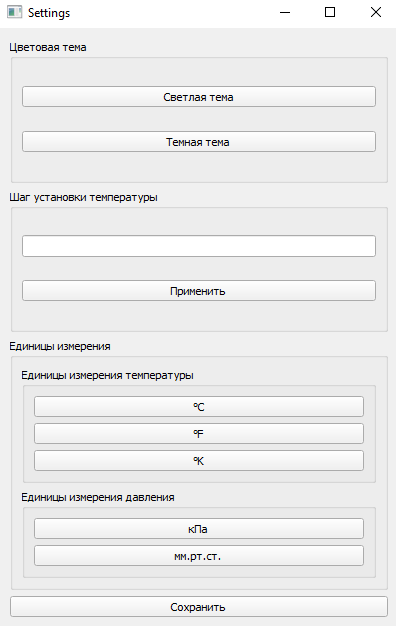 Settings
Цветовая тема
Светлая тема
Темная тема
Шаг установки температуры
Применить
Единицы измерения
Единицы измерения температуры
°C
°F
°K
Единицы измерения давления
кПа
мм.рт.ст.
Сохранить